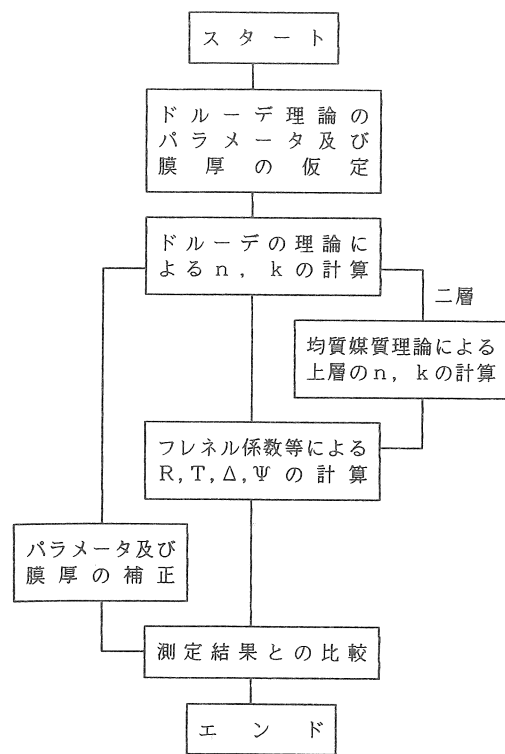 スタート
ドルーデ理論の
パラメータ及び
膜厚の仮定
ドルーデの理論に
よるn，kの計算
二層
均質媒質理論による
上層のn，kの計算
フレネル係数等による
R,T,Δ,Ψの計算
パラメータ及び
膜厚の補正
測定結果との比較
エンド